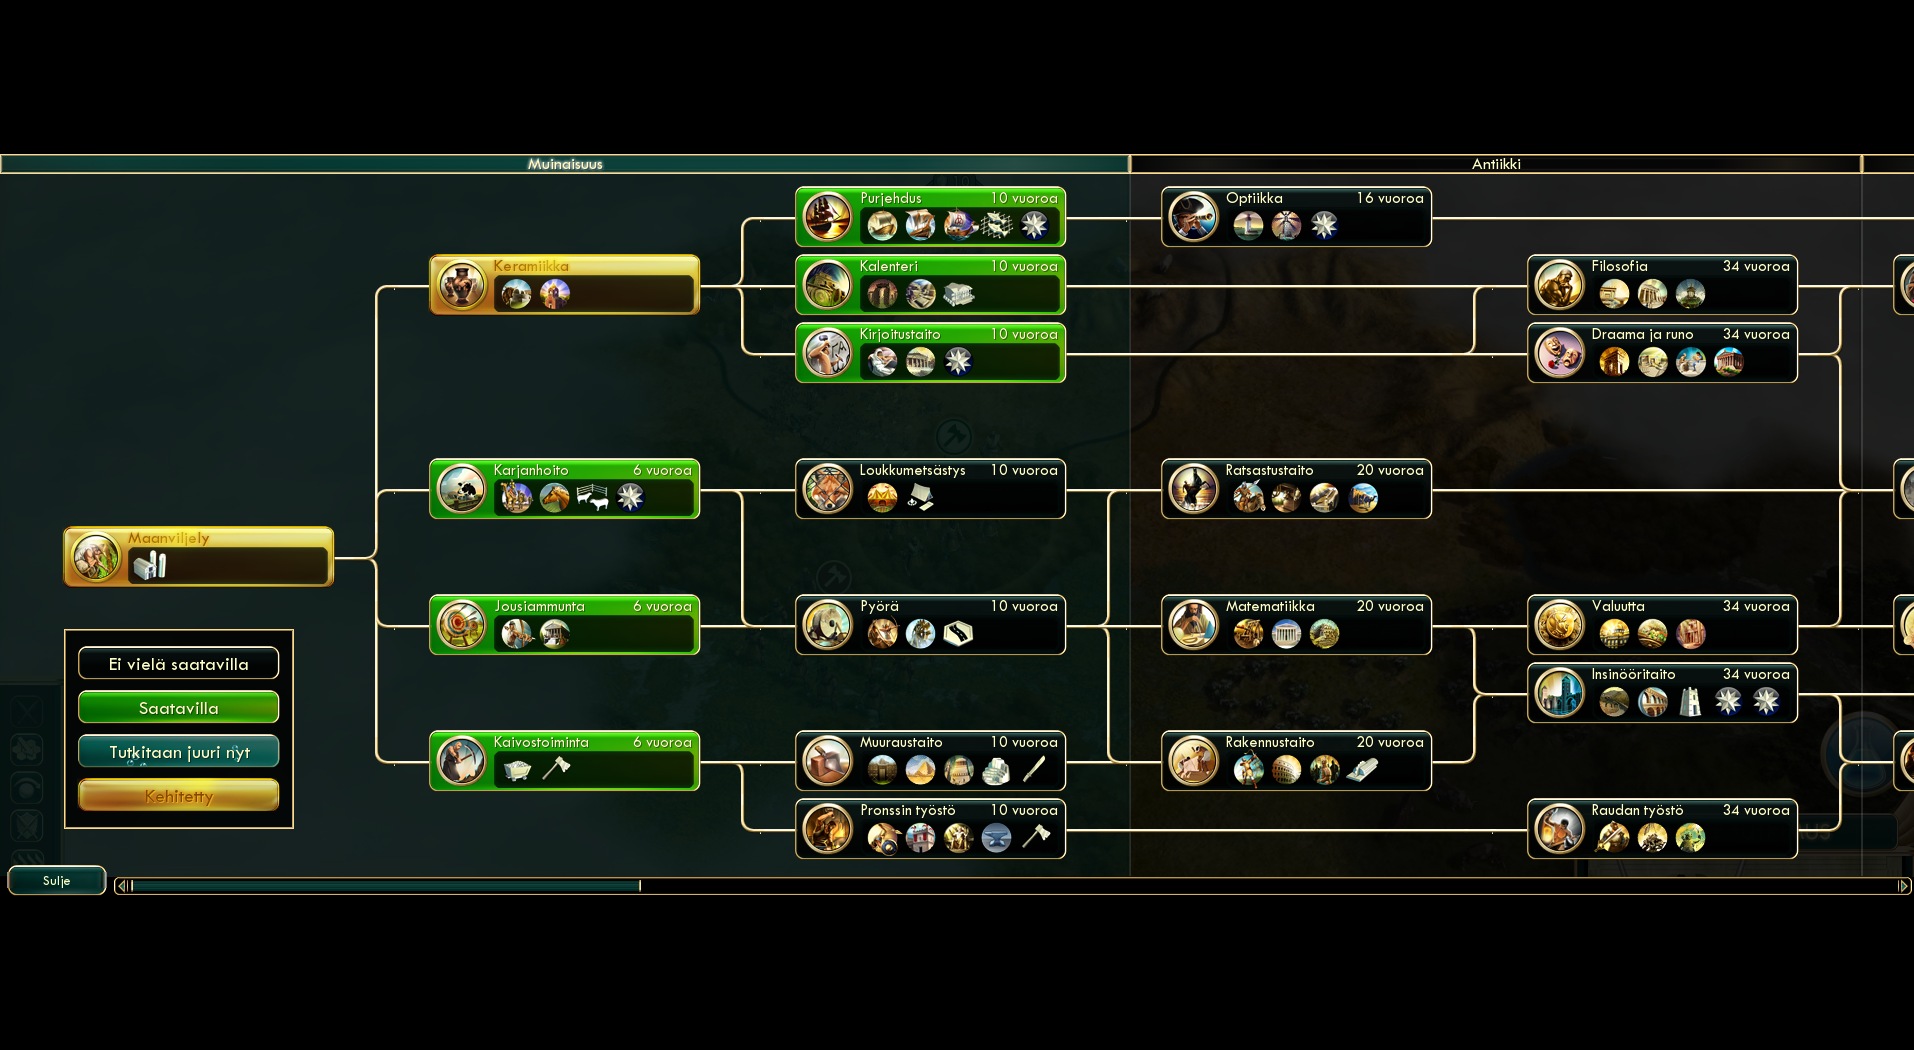 Muinaisuus
Antiikki
Purjehdus 10 vuoroa
Optiikka 16 vuoroa
Keramiikka
Kalenteri 10 vuoroa
Filosofia 34 vuoroa
Kirjoitustaito 10 vuoroa
Draama ja runo 34 vuoroa
Karjanhoito 6 vuoroa
Loukkumetsästys 10 vuoroa
Ratsastustaito 20 vuoroa
Maanviljely
Jousiammunta 6 vuoroa
Pyörä 10 vuoroa
Matematiikka 20 vuoroa
Valuutta 34 vuoroa
Insinööritaito 34 vuoroa
Kaivostoiminta 6 vuoroa
Muuraustaito 10 vuoroa
Rakennustaito 20 vuoroa
Pronssin työstö 10 vuoroa
Raudan työstö 34 vuoroa
Ei vielä saatavilla
Saatavilla
Tutkitaan juuri nyt
Kehitetty
Sulje